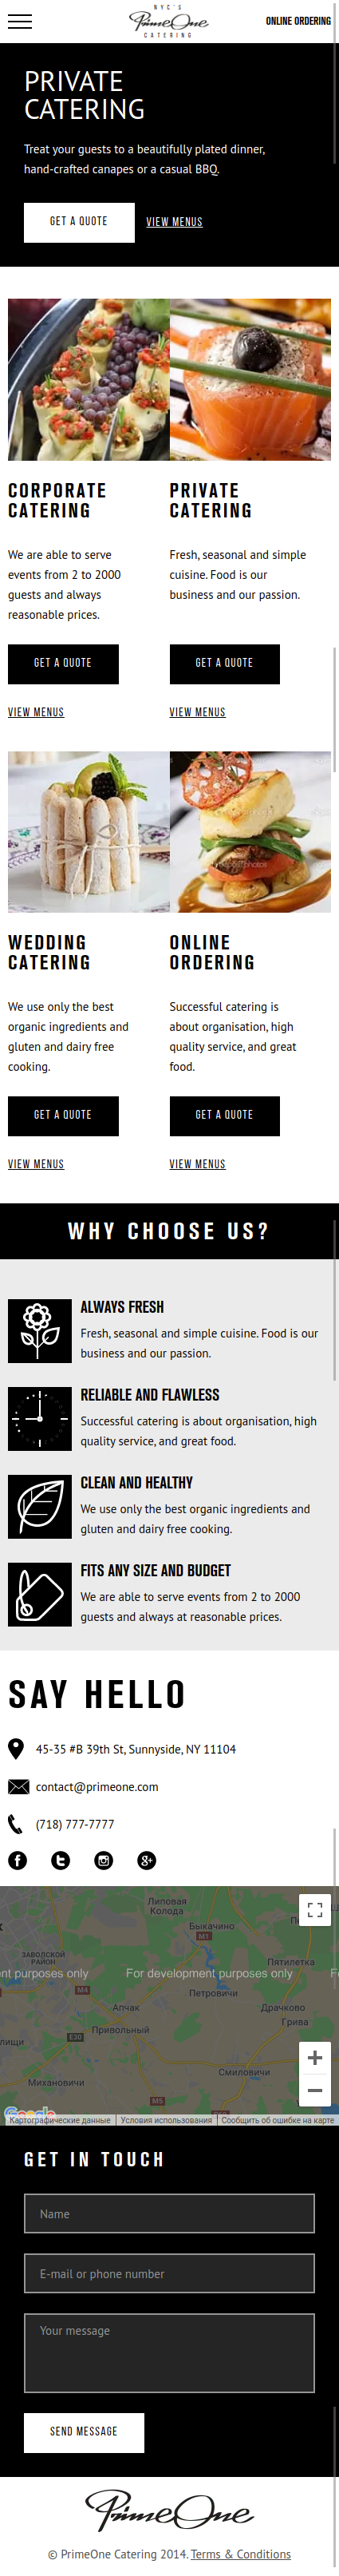 NYC'S
PrimeOne
CATERING
ONLINE ORDERING
PRIVATE
CATERING
Treat your guests to a beautifully plated dinner,
hand-crafted canapes or a casual BBQ.
GET A QUOTE
VIEW MENUS
CORPORATE
CATERING
We are able to serve
events from 2 to 2000
guests and always
reasonable prices.
GET A QUOTE
VIEW MENUS
PRIVATE
CATERING
Fresh, seasonal and simple
cuisine. Food is our
business and our passion.
GET A QUOTE
VIEW MENUS
WEDDING
CATERING
We use only the best
organic ingredients and
gluten and dairy free
cooking.
GET A QUOTE
VIEW MENUS
ONLINE
ORDERING
Successful catering is
about organisation, high
quality service, and great
food.
GET A QUOTE
VIEW MENUS
WHY CHOOSE US?
ALWAYS FRESH
Fresh, seasonal and simple cuisine. Food is our
business and our passion.
RELIABLE AND FLAWLESS
Successful catering is about organisation, high
quality service, and great food.
CLEAN AND HEALTHY
We use only the best organic ingredients and
gluten and dairy free cooking.
FITS ANY SIZE AND BUDGET
We are able to serve events from 2 to 2000
guests and always at reasonable prices.
SAY HELLO
45-35 #B 39th St, Sunnyside, NY 11104
contact@primeone.com
(718) 777-7777
Липовая
Колода
Быкачино
M1
ЗАВОДСКОЙ
РАЙОН
Пятилетка
nt purposes only
For development purposes only
M4
Петровичи
Апчак
Драчково
Грива
Привольный
E30
Смиловичи
Михановичи
M5
Google
Картографические данные
Условия использования
Сообщить об ошибке на карте
GET IN TOUCH
Name
E-mail or phone number
Your message
SEND MESSAGE
PrimeOne
© PrimeOne Catering 2014. Terms & Conditions